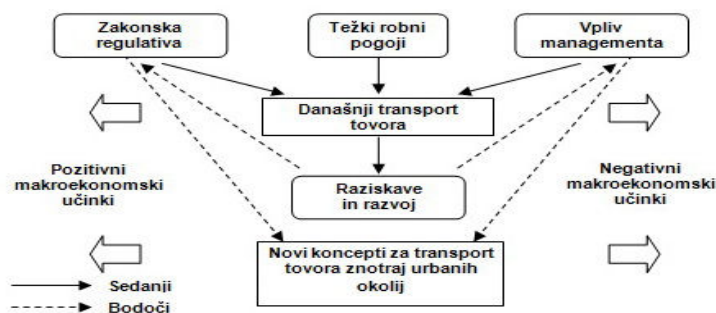 Zakonska
regulativa
Težki robni
pogoji
Vpliv
managementa
Današnji transport
tovora
Pozitivni
makroekonomski
učinki
Raziskave
in razvoj
Negativni
makroekonomski
učinki
Novi koncepti za transport
tovora znotraj urbanih
okolij
Sedanji
Bodoči